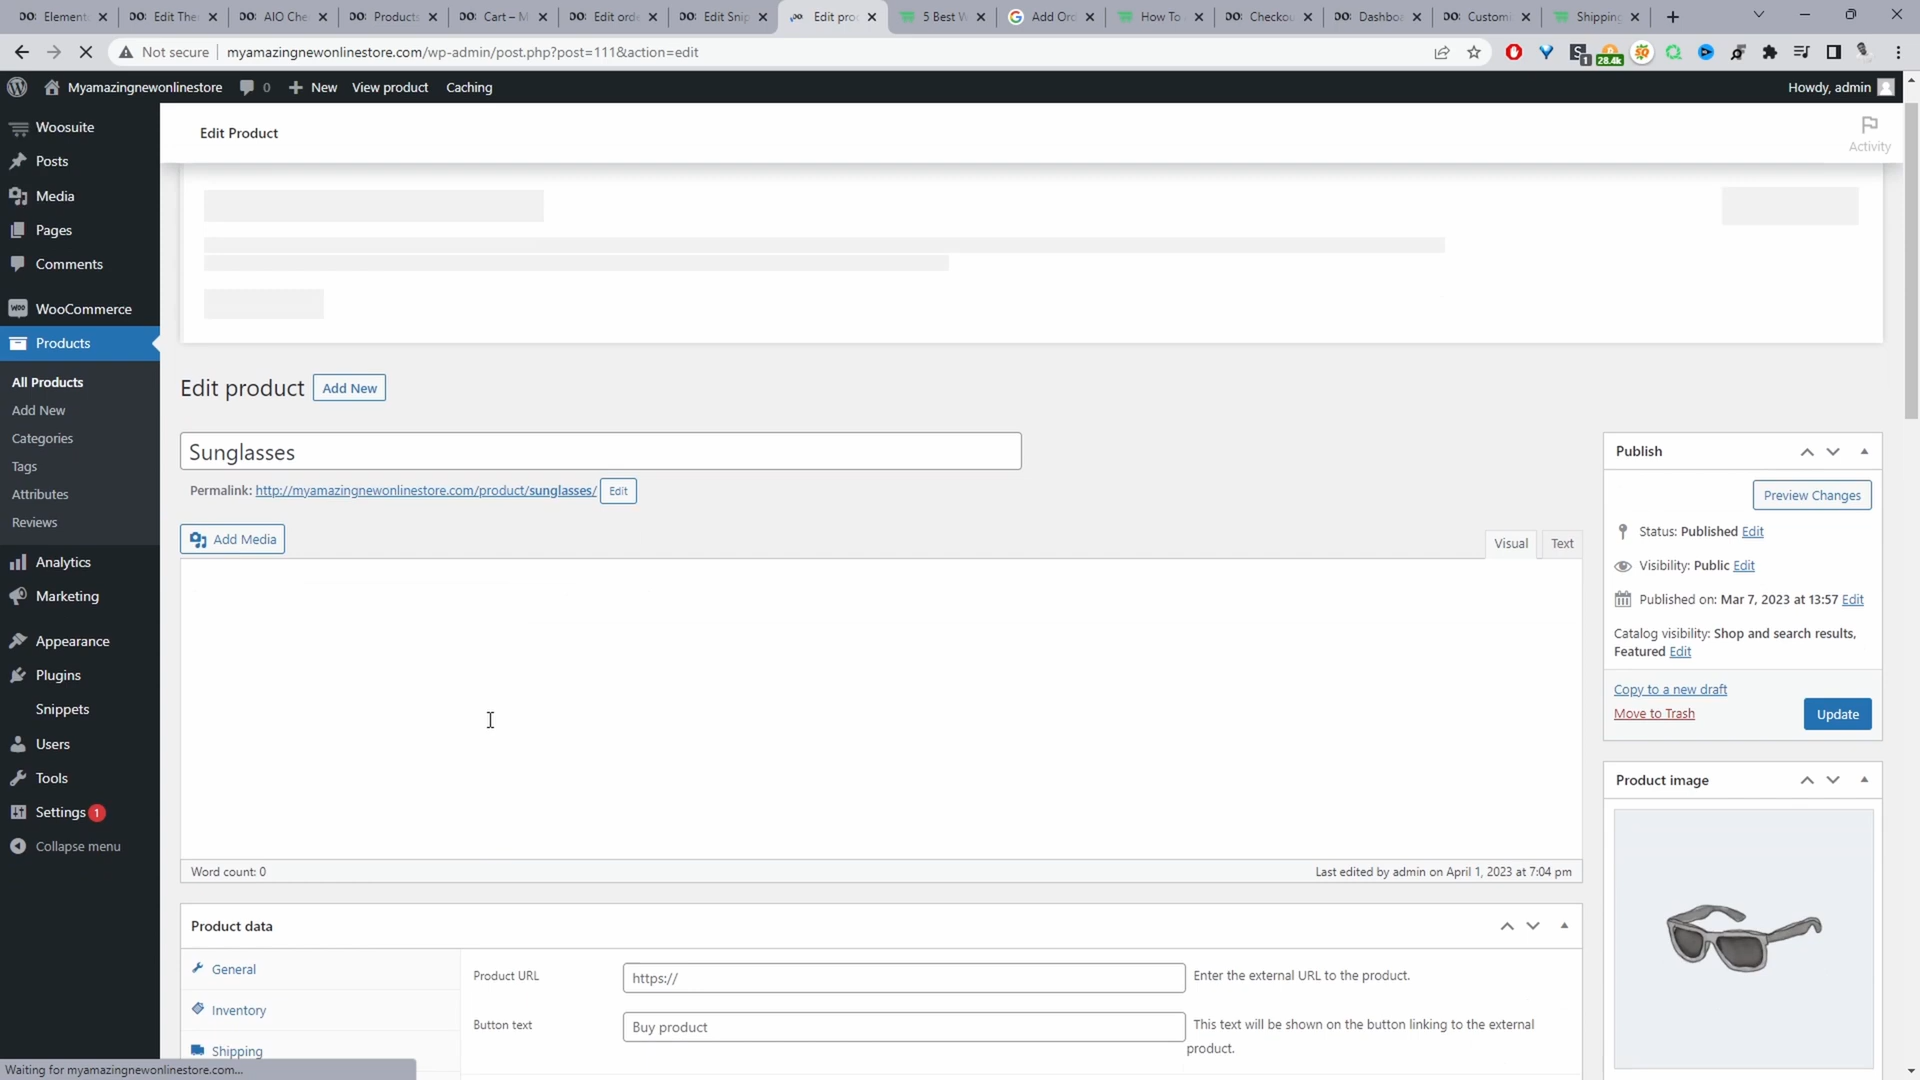 Elemento
Edit The
AIO Che
Products
Cart – M
Edit orde
Edit Snip
Edit pro
5 Best W
Add Ord
How To
Checkou
Dashbo
Custom
Shipping
Not secure
myamazingnewonlinestore.com/wp-admin/post.php?post=111&action=edit
1
28.4k
Myamazingnewonlinestore
0
New
View product
Caching
Howdy, admin
Woosuite
Posts
Media
Pages
Comments
WooCommerce
Products
All Products
Add New
Categories
Tags
Attributes
Reviews
Analytics
Marketing
Appearance
Plugins
Snippets
Users
Tools
Settings 1
Collapse menu
Edit Product
Activity
Edit product
Add New
Sunglasses
Permalink: http://myamazingnewonlinestore.com/product/sunglasses/ Edit
Add Media
Visual
Text
Word count: 0
Last edited by admin on April 1, 2023 at 7:04 pm
Product data
General
Inventory
Shipping
Product URL
https://
Enter the external URL to the product.
Button text
Buy product
This text will be shown on the button linking to the external
product.
Publish
Preview Changes
Status: Published Edit
Visibility: Public Edit
Published on: Mar 7, 2023 at 13:57 Edit
Catalog visibility: Shop and search results,
Featured Edit
Copy to a new draft
Move to Trash
Update
Product image
Waiting for myamazingnewonlinestore.com...